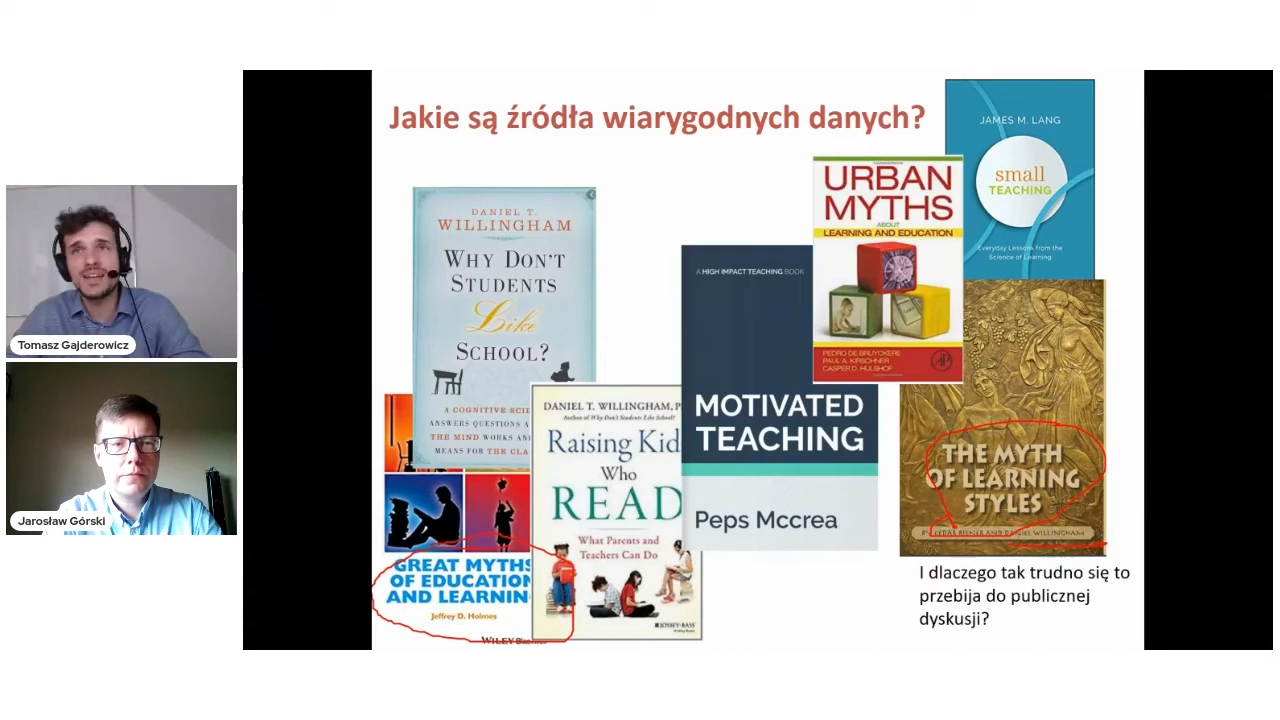 Jakie są źródła wiarygodnych danych?
JAMES M. LANG
small
TEACHING
Everyday Lessons from the
Science of Learning
URBAN
MYTHS
ABOUT
LEARNING AND EDUCATION
PEDRO DE BRUYCKERE
PAUL A. KIRSCHNER
CASPER D. HULSHOF
DANIEL T.
WILLINGHAM
WHY DON'T
STUDENTS
Like
SCHOOL?
A COGNITIVE SCIE
ANSWERS QUESTIONS A
THE MIND WORKS AN
MEANS FOR THE CLA
A HIGH IMPACT TEACHING BOOK
MOTIVATED
TEACHING
Peps Mccrea
DANIEL T. WILLINGHAM, P
Author of Why Don't Students Like School?
Raising Kid
Who
READ
What Parents and
Teachers Can Do
JOSSEY-BASS
GREAT MYTHS
OF EDUCATION
AND LEARNIN
Jeffrey D. Holmes
WILEY
THE MYTH
OF LEARNING
STYLES
AND DANIEL WILLINGHAM
I dlaczego tak trudno się to
przebija do publicznej
dyskusji?
Tomasz Gajderowicz
Jarosław Górski